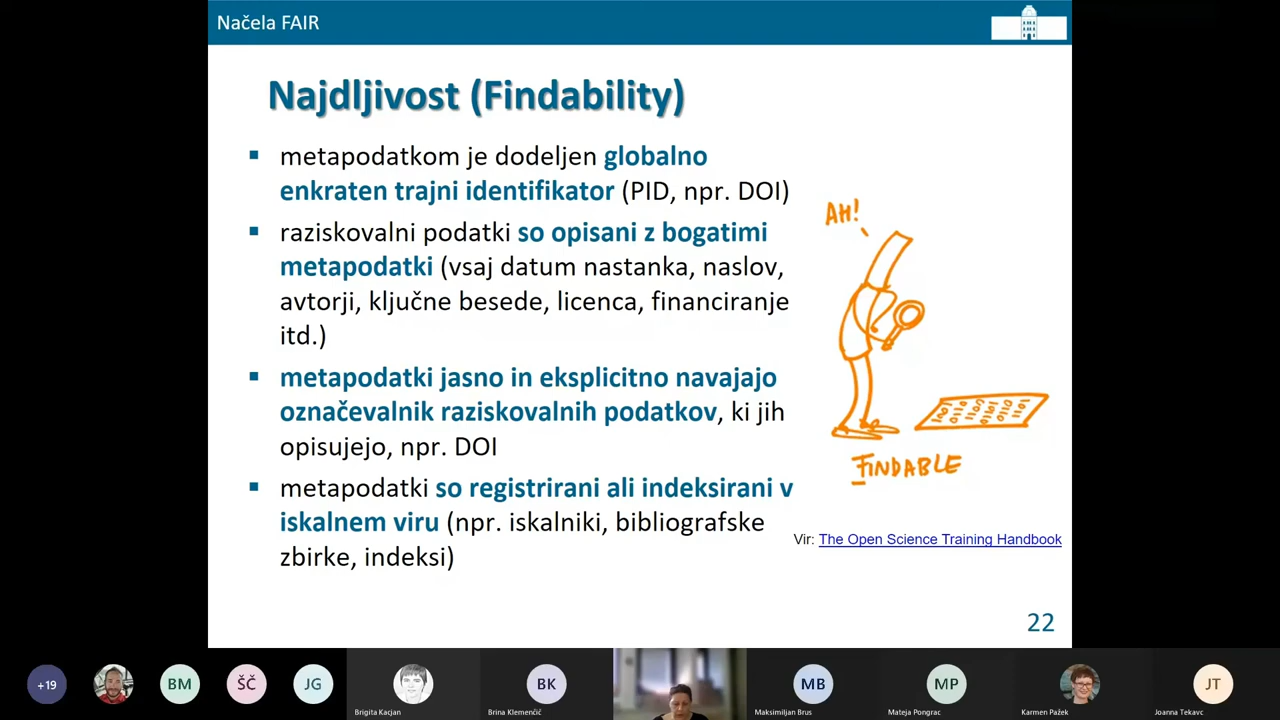 Načela FAIR
Najdljivost (Findability)
metapodatkom je dodeljen globalno
enkraten trajni identifikator (PID, npr. DOI)
raziskovalni podatki so opisani z bogatimi
metapodatki (vsaj datum nastanka, naslov,
avtorji, ključne besede, licenca, financiranje
itd.)
metapodatki jasno in eksplicitno navajajo
označevalnik raziskovalnih podatkov, ki jih
opisujejo, npr. DOI
metapodatki so registrirani ali indeksirani v
iskalnem viru (npr. iskalniki, bibliografske
zbirke, indeksi)
AH!
FINDABLE
Vir: The Open Science Training Handbook
22
+19
BM
ŠČ
JG
BK
MB
MP
JT
Brigita Kacjan
Brina Klemenčič
Maksimiljan Brus
Mateja Pongrac
Karmen Pažek
Joanna Tekavc